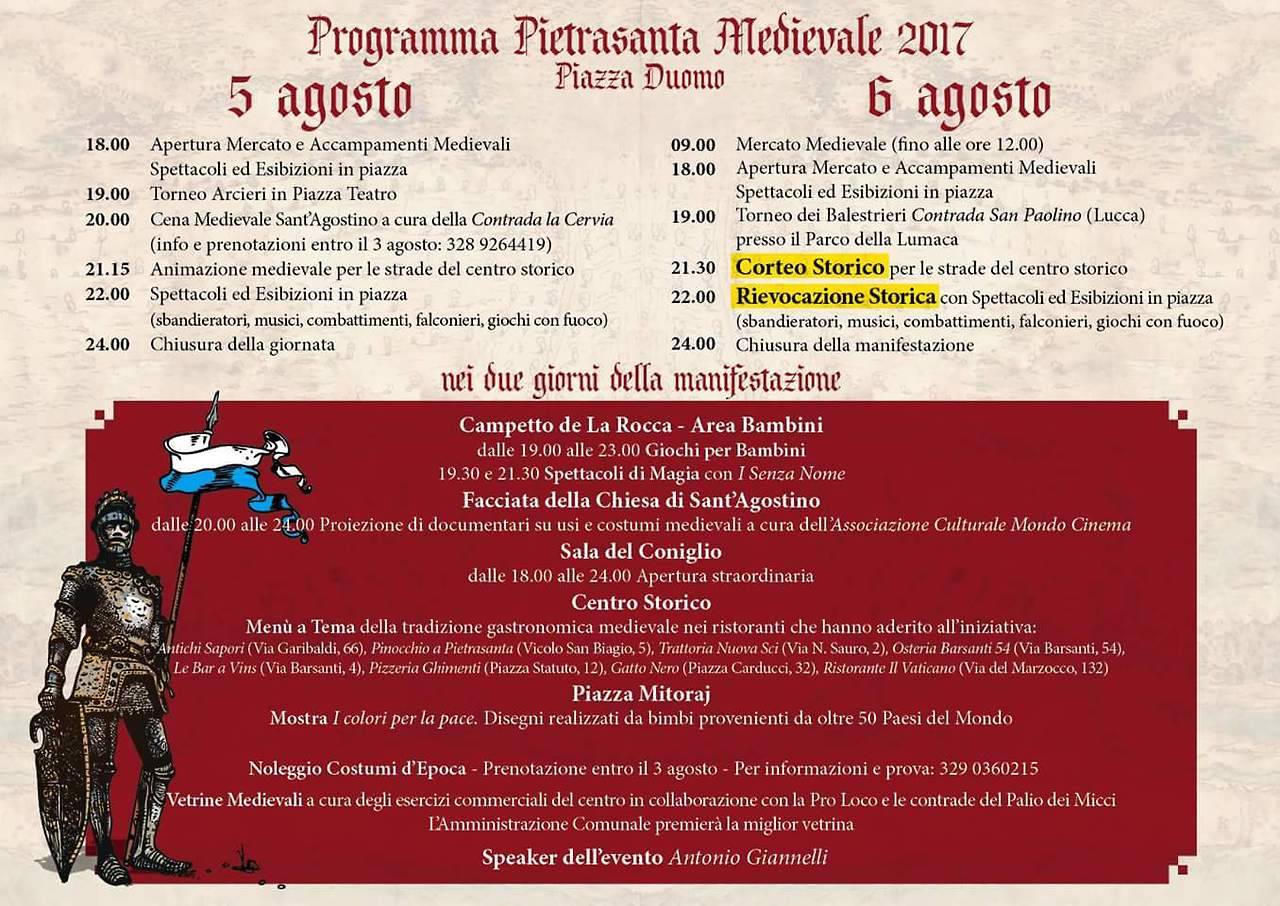 Programma Pietrasanta Medievale 2017
Piazza Duomo
5 agosto
18.00 Apertura Mercato e Accampamenti Medievali
Spettacoli ed Esibizioni in piazza
19.00 Torneo Arcieri in Piazza Teatro
20.00 Cena Medievale Sant'Agostino a cura della Contrada la Cervia
(info e prenotazioni entro il 3 agosto: 328 9264419)
21.15 Animazione medievale per le strade del centro storico
22.00 Spettacoli ed Esibizioni in piazza
(sbandieratori, musici, combattimenti, falconieri, giochi con fuoco)
24.00 Chiusura della giornata
6 agosto
09.00 Mercato Medievale (fino alle ore 12.00)
18.00 Apertura Mercato e Accampamenti Medievali
Spettacoli ed Esibizioni in piazza
19.00 Torneo dei Balestrieri Contrada San Paolino (Lucca)
presso il Parco della Lumaca
21.30 Corteo Storico per le strade del centro storico
22.00 Rievocazione Storica con Spettacoli ed Esibizioni in piazza
(sbandieratori, musici, combattimenti, falconieri, giochi con fuoco)
24.00 Chiusura della manifestazione
nei due giorni della manifestazione
Campetto de La Rocca - Area Bambini
dalle 19.00 alle 23.00 Giochi per Bambini
19.30 e 21.30 Spettacoli di Magia con I Senza Nome
Facciata della Chiesa di Sant'Agostino
dalle 20.00 alle 24.00 Proiezione di documentari su usi e costumi medievali a cura dell'Associazione Culturale Mondo Cinema
Sala del Coniglio
dalle 18.00 alle 24.00 Apertura straordinaria
Centro Storico
Menù a Tema della tradizione gastronomica medievale nei ristoranti che hanno aderito all'iniziativa:
Antichi Sapori (Via Garibaldi, 66), Pinocchio a Pietrasanta (Vicolo San Biagio, 5), Trattoria Nuova Sci (Via N. Sauro, 2), Osteria Barsanti 54 (Via Barsanti, 54),
Le Bar a Vins (Via Barsanti, 4), Pizzeria Ghimenti (Piazza Statuto, 12), Gatto Nero (Piazza Carducci, 32), Ristorante Il Vaticano (Via del Marzocco, 132)
Piazza Mitoraj
Mostra I colori per la pace. Disegni realizzati da bimbi provenienti da oltre 50 Paesi del Mondo
Noleggio Costumi d'Epoca - Prenotazione entro il 3 agosto - Per informazioni e prova: 329 0360215
Vetrine Medievali a cura degli esercizi commerciali del centro in collaborazione con la Pro Loco e le contrade del Palio dei Micci
L'Amministrazione Comunale premierà la miglior vetrina
Speaker dell'evento Antonio Giannelli